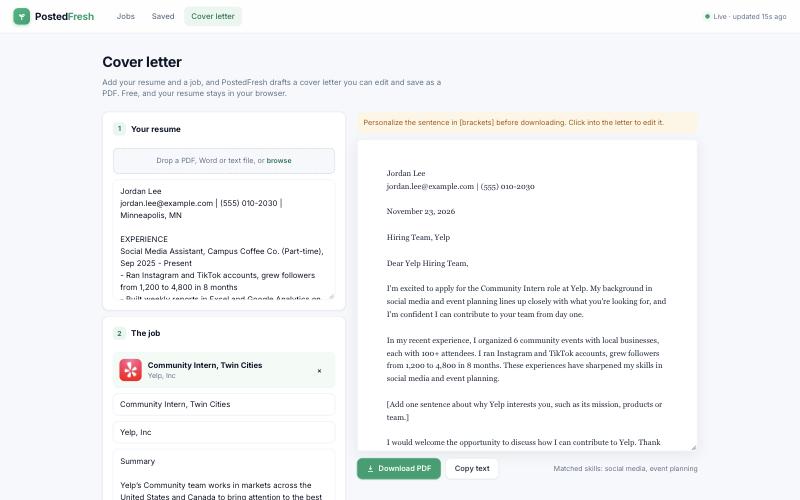 PostedFresh
Jobs
Saved
Cover letter
Live · updated 15s ago
Cover letter
Add your resume and a job, and PostedFresh drafts a cover letter you can edit and save as a
PDF. Free, and your resume stays in your browser.
1 Your resume
Drop a PDF, Word or text file, or browse
Jordan Lee
jordan.lee@example.com | (555) 010-2030 |
Minneapolis, MN
EXPERIENCE
Social Media Assistant, Campus Coffee Co. (Part-time),
Sep 2025 - Present
- Ran Instagram and TikTok accounts, grew followers
from 1,200 to 4,800 in 8 months
- Built weekly reports in Excel and Google Analytics on
2 The job
Community Intern, Twin Cities
Yelp, Inc
×
Community Intern, Twin Cities
Yelp, Inc
Summary
Yelp's Community team works in markets across the
United States and Canada to bring attention to the best
Personalize the sentence in [brackets] before downloading. Click into the letter to edit it.
Jordan Lee
jordan.lee@example.com | (555) 010-2030
November 23, 2026
Hiring Team, Yelp
Dear Yelp Hiring Team,
I'm excited to apply for the Community Intern role at Yelp. My background in
social media and event planning lines up closely with what you're looking for, and
I'm confident I can contribute to your team from day one.
In my recent experience, I organized 6 community events with local businesses,
each with 100+ attendees. I ran Instagram and TikTok accounts, grew followers
from 1,200 to 4,800 in 8 months. These experiences have sharpened my skills in
social media and event planning.
[Add one sentence about why Yelp interests you, such as its mission, products or
team.]
I would welcome the opportunity to discuss how I can contribute to Yelp. Thank
Download PDF
Copy text
Matched skills: social media, event planning